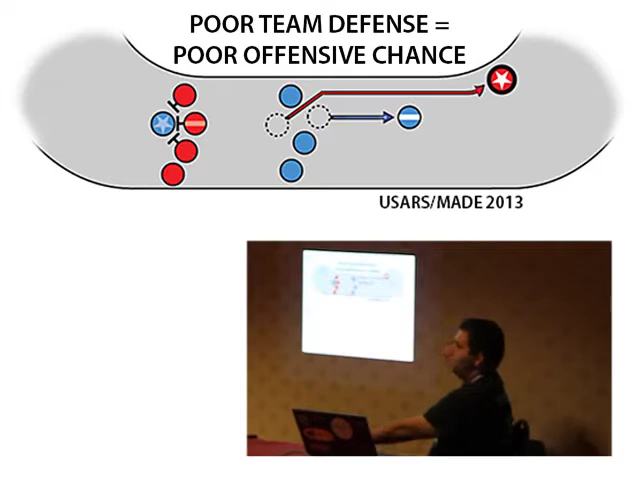 POOR TEAM DEFENSE =
POOR OFFENSIVE CHANCE
USARS/MADE 2013